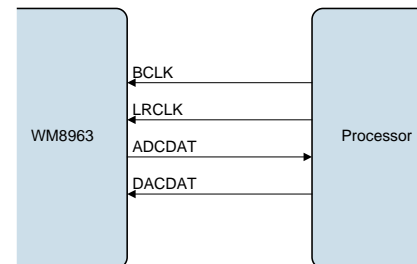 BCLK
LRCLK
WM8963
Processor
ADCDAT
DACDAT